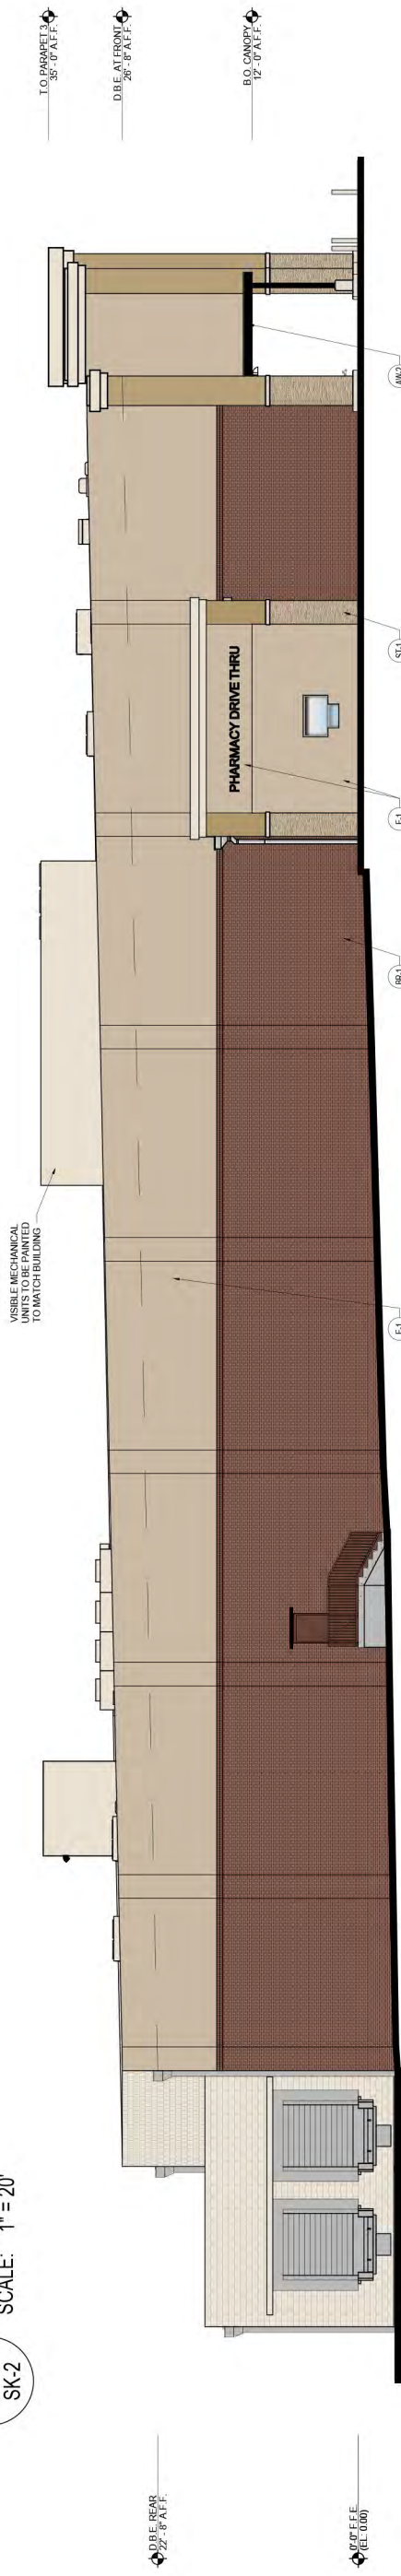 SK-2
SCALE: 1" = 20'
VISIBLE MECHANICAL
UNITS TO BE PAINTED
TO MATCH BUILDING
T.O. PARAPET 3
35' - 0" A.F.F.
D.B.E. AT FRONT
26' - 8" A.F.F.
B.O. CANOPY
12' - 0" A.F.F.
D.B.E. REAR
22' - 8" A.F.F.
0'-0" F.F.E.
(EL: 0.00)
PHARMACY DRIVE THRU
E-1
BR-1
E-1
ST-1
AW-2